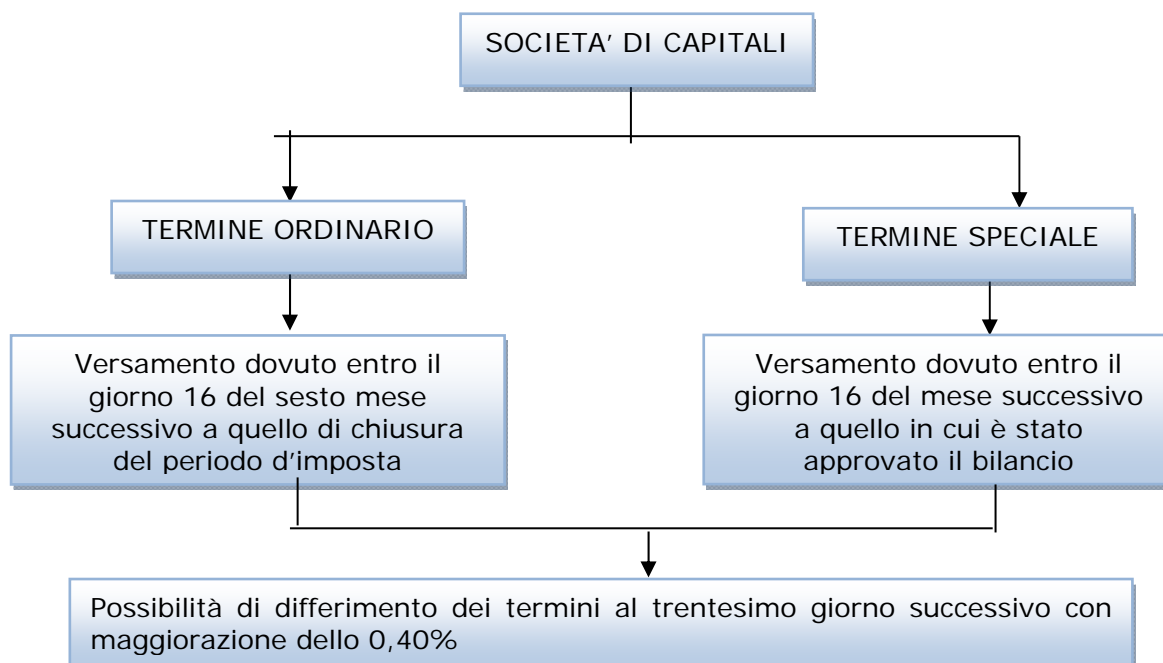 SOCIETA’ DI CAPITALI
TERMINE ORDINARIO
TERMINE SPECIALE
Versamento dovuto entro il
giorno 16 del sesto mese
successivo a quello di chiusura
del periodo d’imposta
Versamento dovuto entro il
giorno 16 del mese successivo
a quello in cui è stato
approvato il bilancio
Possibilità di differimento dei termini al trentesimo giorno successivo con
maggiorazione dello 0,40%